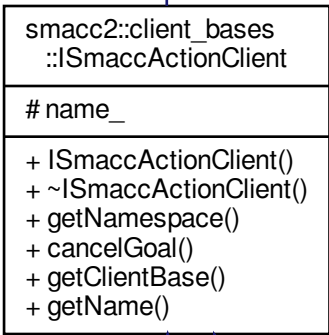 smacc2::client_bases
::ISmaccActionClient
# name_
+ ISmaccActionClient()
+ ~ISmaccActionClient()
+ getNamespace()
+ cancelGoal()
+ getClientBase()
+ getName()